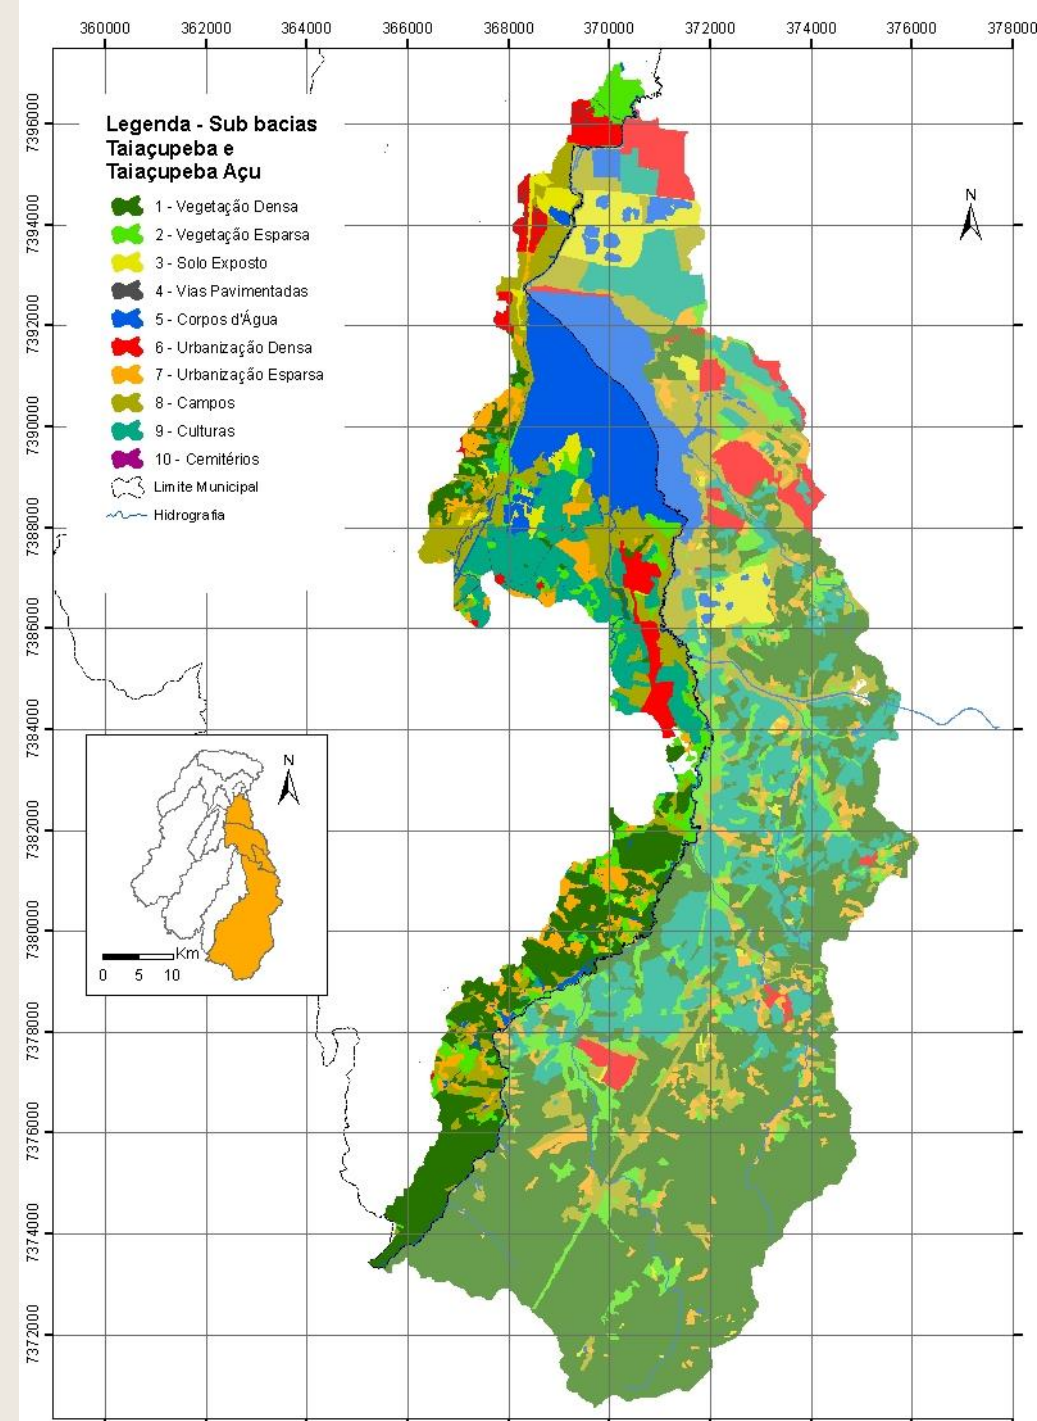 360000 362000 364000 366000 368000 370000 372000 374000 376000 378000
7396000
7394000
7392000
7390000
7388000
7386000
7384000
7382000
7380000
7378000
7376000
7374000
7372000
Legenda - Sub bacias
Taiaçupeba e
Taiaçupeba Açu
1 - Vegetação Densa
2 - Vegetação Esparsa
3 - Solo Exposto
4 - Vias Pavimentadas
5 - Corpos d'Água
6 - Urbanização Densa
7 - Urbanização Esparsa
8 - Campos
9 - Culturas
10 - Cemitérios
Limite Municipal
Hidrografia
N
N
Km
0 5 10